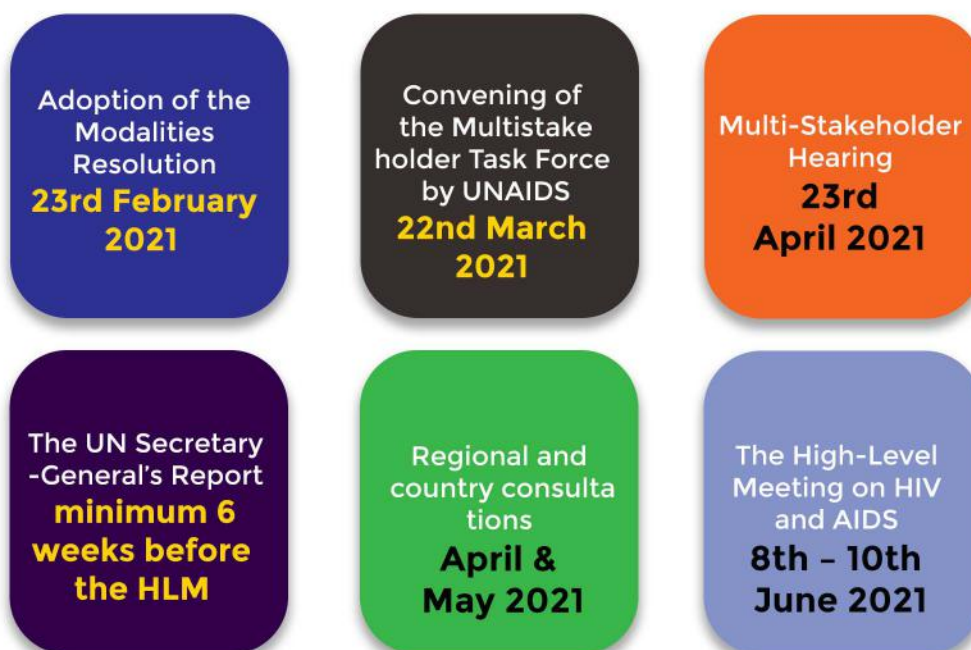 Adoption of the
Modalities
Resolution
23rd February
2021
Convening of
the Multistake
holder Task Force
by UNAIDS
22nd March
2021
Multi-Stakeholder
Hearing
23rd
April 2021
The UN Secretary
-General's Report
minimum 6
weeks before
the HLM
Regional and
country consulta
tions
April &
May 2021
The High-Level
Meeting on HIV
and AIDS
8th – 10th
June 2021